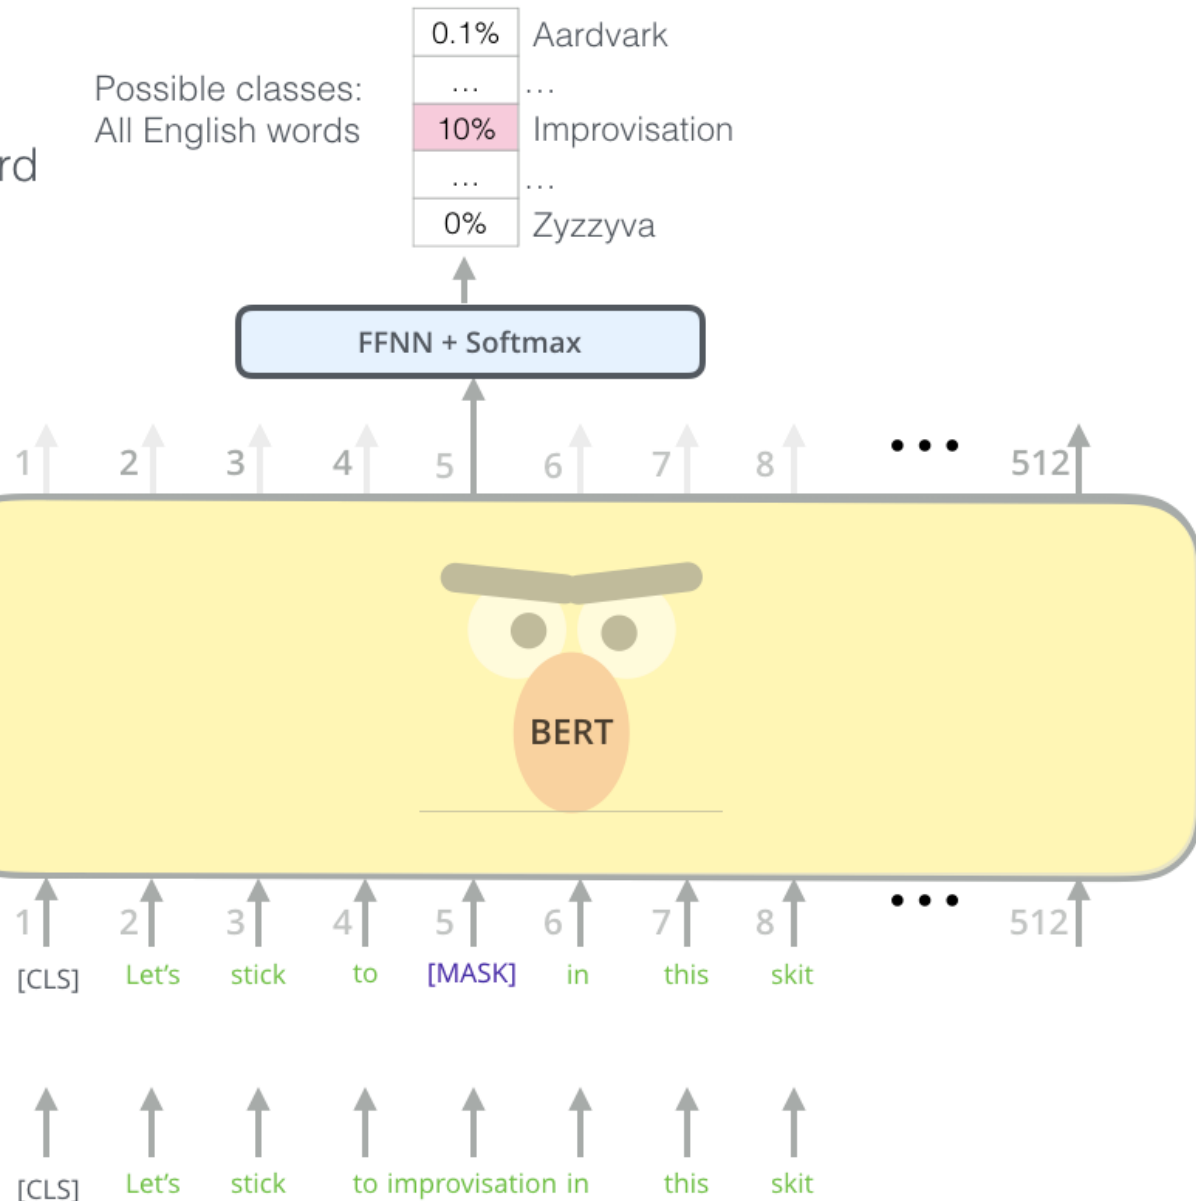 0.1% Aardvark
Possible classes:
... ...
All English words
10% Improvisation
rd
... ...
0% Zyzzyva
FFNN + Softmax
1 2 3 4 5 6 7 8 ... 512
BERT
1 2 3 4 5 6 7 8 ... 512
[CLS] Let's stick to [MASK] in this skit
[CLS] Let's stick to improvisation in this skit